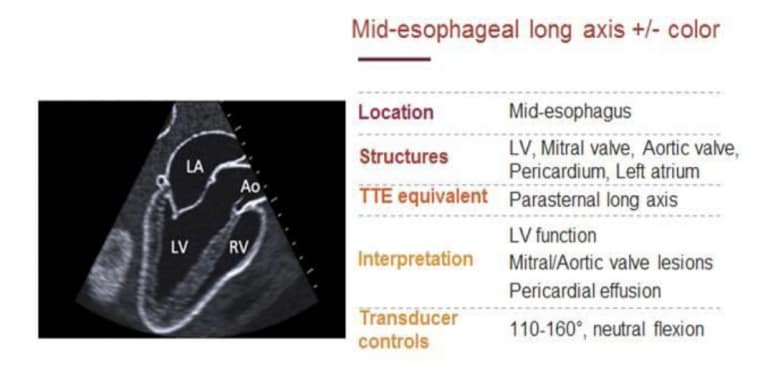 Mid-esophageal long axis +/- color
LA
Ao
LV
RV
Location Mid-esophagus
Structures LV, Mitral valve, Aortic valve,
Pericardium, Left atrium
TTE equivalent Parasternal long axis
LV function
Interpretation Mitral/Aortic valve lesions
Pericardial effusion
Transducer
controls 110-160°, neutral flexion